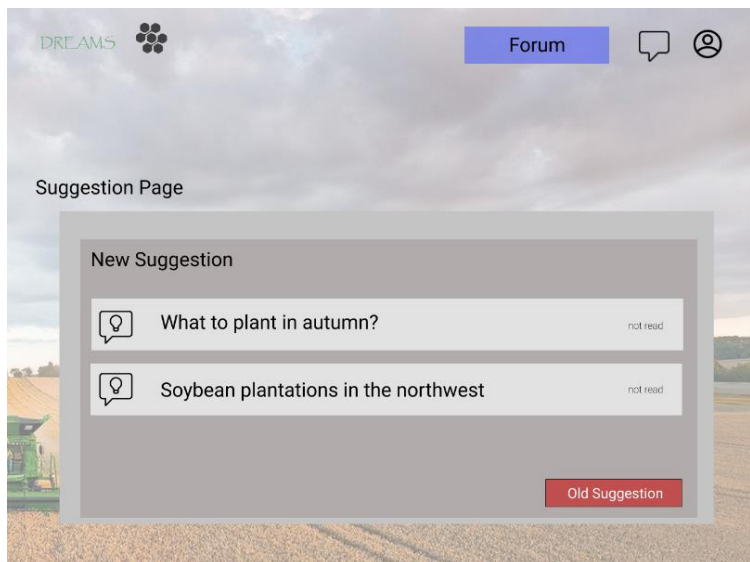 DREAMS
Forum
Suggestion Page
New Suggestion
What to plant in autumn?
not read
Soybean plantations in the northwest
not read
Old Suggestion